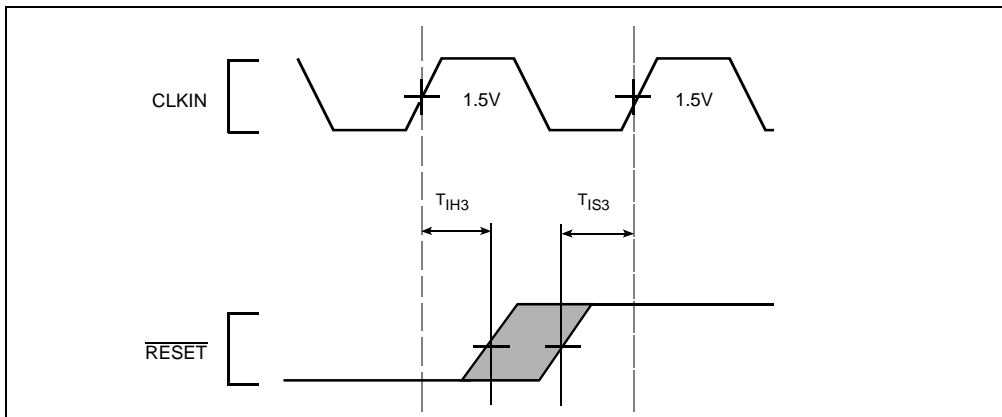 CLKIN
1.5V
1.5V
TIH3
TIS3
RESET